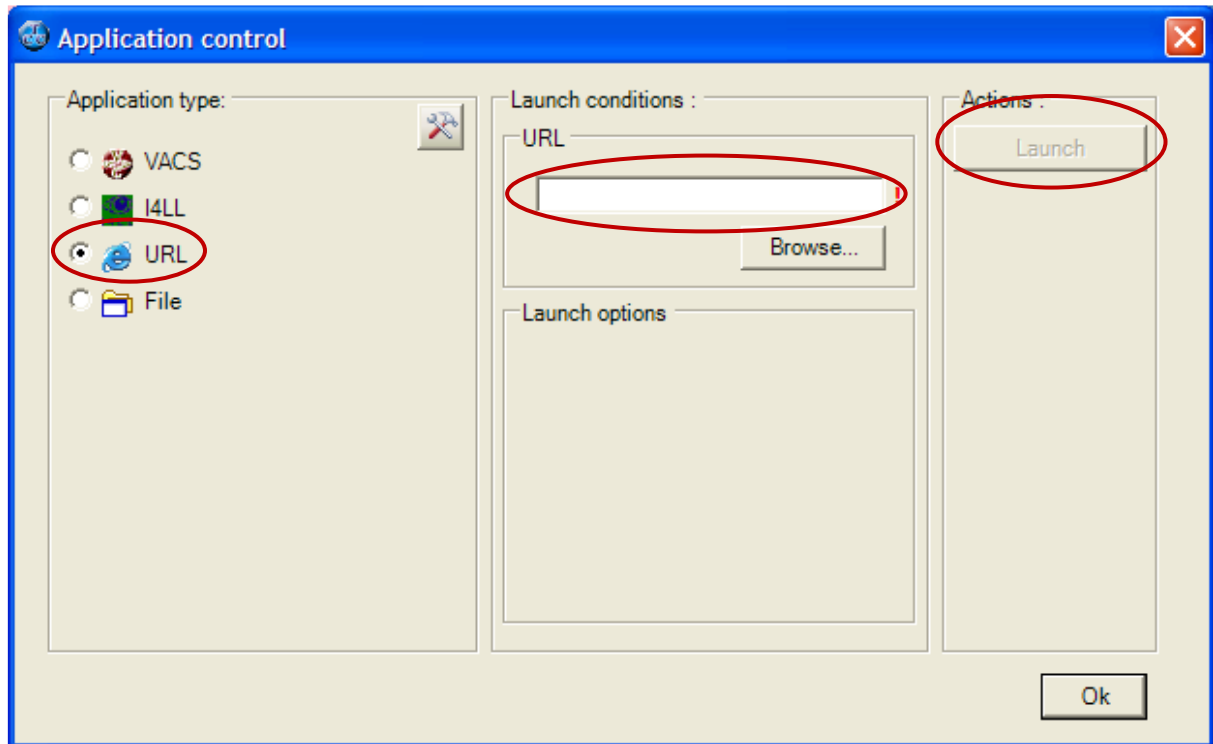 Application control
Application type:
VACS
I4LL
URL
File
Launch conditions :
URL
!
Browse...
Launch options
Actions :
Launch
Ok